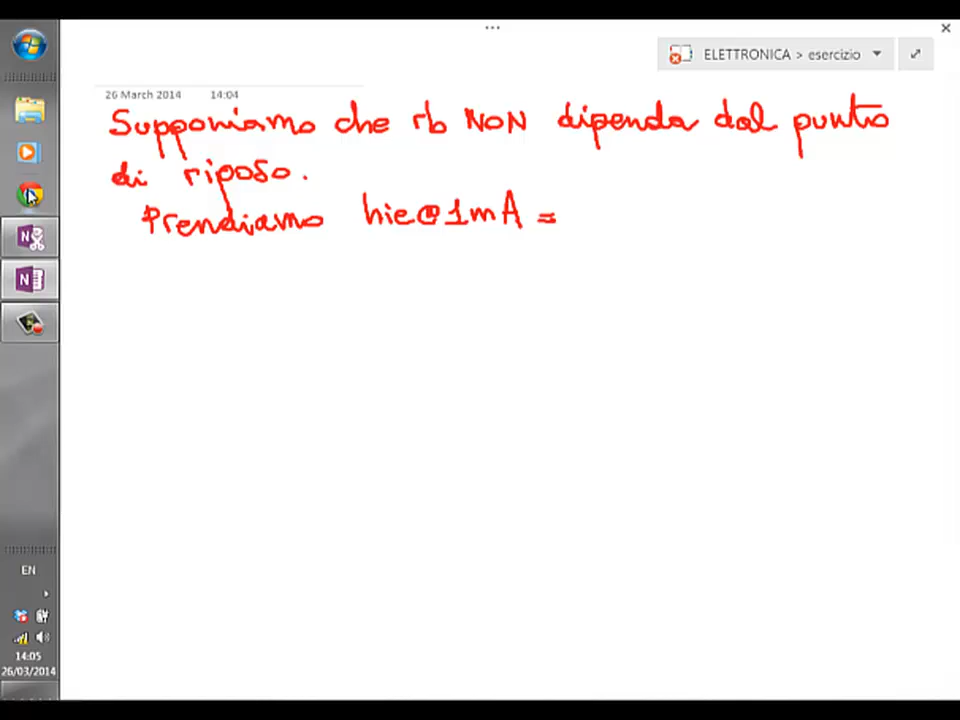 ELETTRONICA > esercizio
26 March 2014 14:04
Supponiamo che rb NON dipenda dal punto
di riposo.
Prendiamo hie@1mA =
EN
14:05
26/03/2014